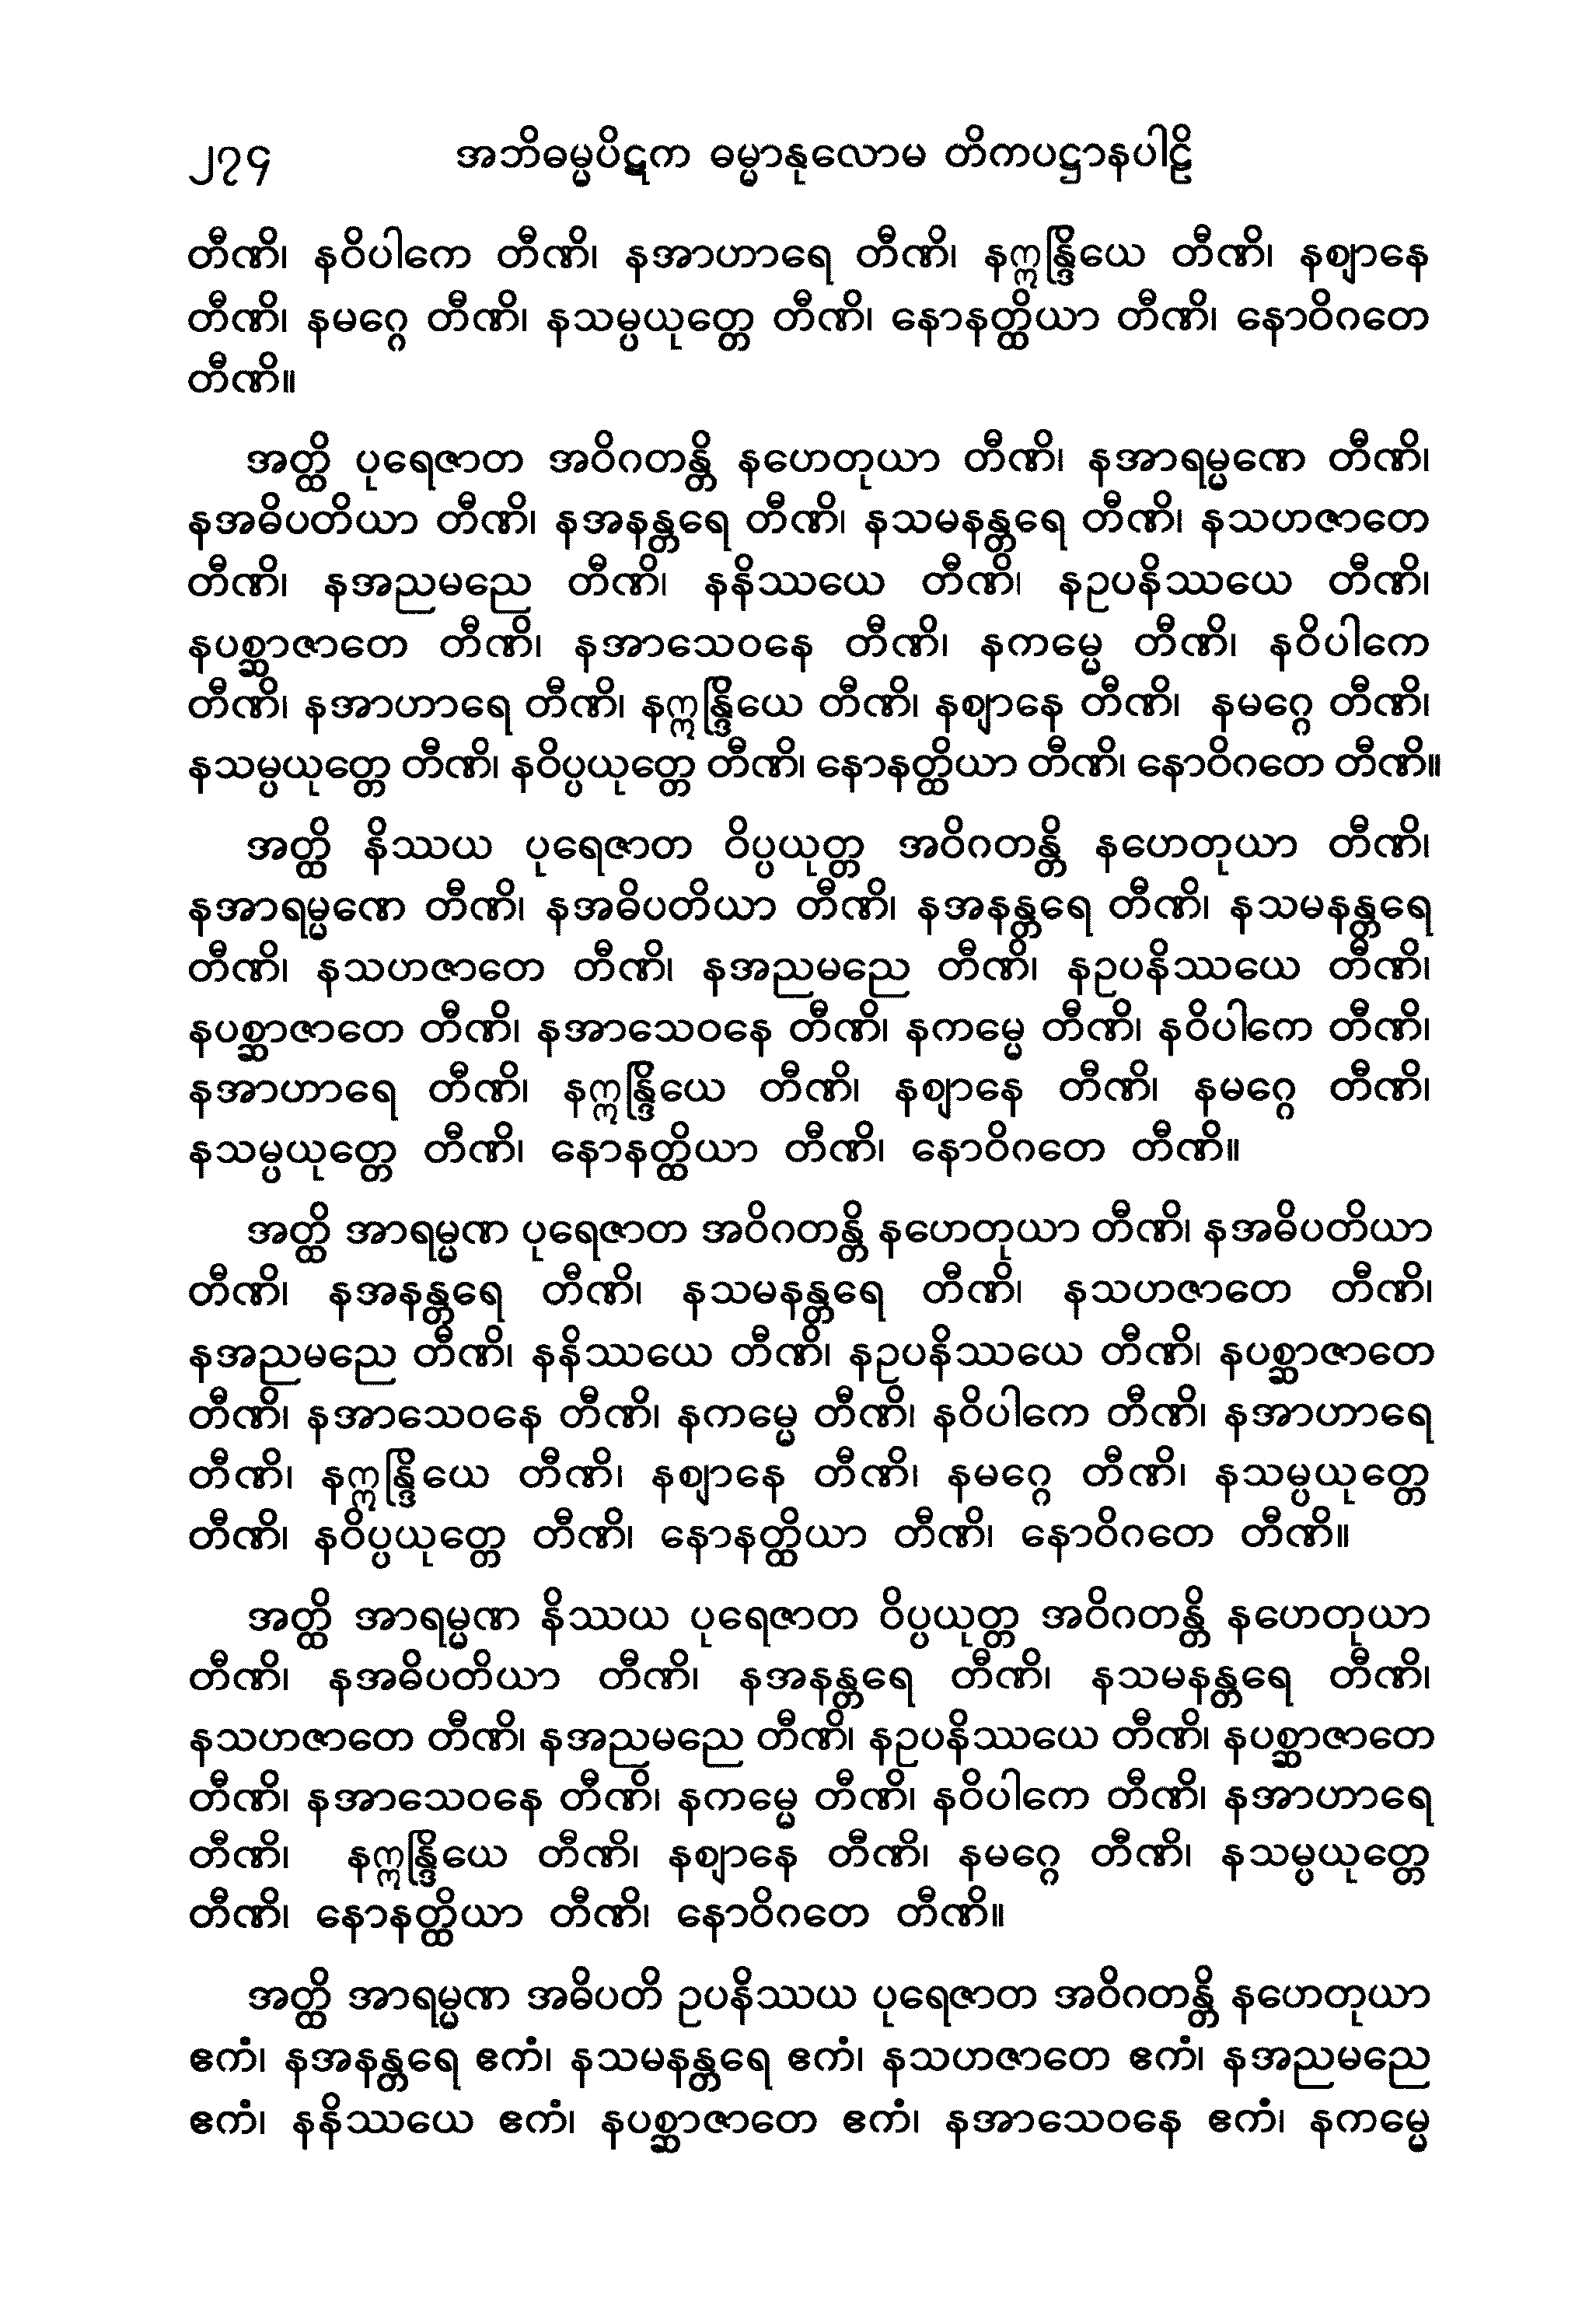 ၂၇၄ အဘိဓမ္မပိဋက ဓမ္မာနုလောမ တိကပဋ္ဌာနပါဠိ
တီဏိ၊ နဝိပါကေ တီဏိ၊ နအာဟာရေ တီဏိ၊ နဣန္ဒြိယေ တီဏိ၊ နဈာနေ
တီဏိ၊ နမဂ္ဂေ တီဏိ၊ နသမ္ပယုတ္တေ တီဏိ၊ နောနတ္ထိယာ တီဏိ၊ နောဝိဂတေ
တီဏိ။
အတ္ထိ ပုရေဇာတ အဝိဂတန္တိ နဟေတုယာ တီဏိ၊ နအာရမ္မဏေ တီဏိ၊
နအဓိပတိယာ တီဏိ၊ နအနန္တရေ တီဏိ၊ နသမနန္တရေ တီဏိ၊ နသဟဇာတေ
တီဏိ၊ နအညမညေ တီဏိ၊ နနိဿယေ တီဏိ၊ နဥပနိဿယေ တီဏိ၊
နပစ္ဆာဇာတေ တီဏိ၊ နအာသေဝနေ တီဏိ၊ နကမ္မေ တီဏိ၊ နဝိပါကေ
တီဏိ၊ နအာဟာရေ တီဏိ၊ နဣန္ဒြိယေ တီဏိ၊ နဈာနေ တီဏိ၊ နမဂ္ဂေ တီဏိ၊
နသမ္ပယုတ္တေ တီဏိ၊ နဝိပ္ပယုတ္တေ တီဏိ၊ နောနတ္ထိယာ တီဏိ၊ နောဝိဂတေ တီဏိ။
အတ္ထိ နိဿယ ပုရေဇာတ ဝိပ္ပယုတ္တ အဝိဂတန္တိ နဟေတုယာ တီဏိ၊
နအာရမ္မဏေ တီဏိ၊ နအဓိပတိယာ တီဏိ၊ နအနန္တရေ တီဏိ၊ နသမနန္တရေ
တီဏိ၊ နသဟဇာတေ တီဏိ၊ နအညမညေ တီဏိ၊ နဥပနိဿယေ တီဏိ၊
နပစ္ဆာဇာတေ တီဏိ၊ နအာသေဝနေ တီဏိ၊ နကမ္မေ တီဏိ၊ နဝိပါကေ တီဏိ၊
နအာဟာရေ တီဏိ၊ နဣန္ဒြိယေ တီဏိ၊ နဈာနေ တီဏိ၊ နမဂ္ဂေ တီဏိ၊
နသမ္ပယုတ္တေ တီဏိ၊ နောနတ္ထိယာ တီဏိ၊ နောဝိဂတေ တီဏိ။
အတ္ထိ အာရမ္မဏ ပုရေဇာတ အဝိဂတန္တိ နဟေတုယာ တီဏိ၊ နအဓိပတိယာ
တီဏိ၊ နအနန္တရေ တီဏိ၊ နသမနန္တရေ တီဏိ၊ နသဟဇာတေ တီဏိ၊
နအညမညေ တီဏိ၊ နနိဿယေ တီဏိ၊ နဥပနိဿယေ တီဏိ၊ နပစ္ဆာဇာတေ
တီဏိ၊ နအာသေဝနေ တီဏိ၊ နကမ္မေ တီဏိ၊ နဝိပါကေ တီဏိ၊ နအာဟာရေ
တီဏိ၊ နဣန္ဒြိယေ တီဏိ၊ နဈာနေ တီဏိ၊ နမဂ္ဂေ တီဏိ၊ နသမ္ပယုတ္တေ
တီဏိ၊ နဝိပ္ပယုတ္တေ တီဏိ၊ နောနတ္ထိယာ တီဏိ၊ နောဝိဂတေ တီဏိ။
အတ္ထိ အာရမ္မဏ နိဿယ ပုရေဇာတ ဝိပ္ပယုတ္တ အဝိဂတန္တိ နဟေတုယာ
တီဏိ၊ နအဓိပတိယာ တီဏိ၊ နအနန္တရေ တီဏိ၊ နသမနန္တရေ တီဏိ၊
နသဟဇာတေ တီဏိ၊ နအညမညေ တီဏိ၊ နဥပနိဿယေ တီဏိ၊ နပစ္ဆာဇာတေ
တီဏိ၊ နအာသေဝနေ တီဏိ၊ နကမ္မေ တီဏိ၊ နဝိပါကေ တီဏိ၊ နအာဟာရေ
တီဏိ၊ နဣန္ဒြိယေ တီဏိ၊ နဈာနေ တီဏိ၊ နမဂ္ဂေ တီဏိ၊ နသမ္ပယုတ္တေ
တီဏိ၊ နောနတ္ထိယာ တီဏိ၊ နောဝိဂတေ တီဏိ။
အတ္ထိ အာရမ္မဏ အဓိပတိ ဥပနိဿယ ပုရေဇာတ အဝိဂတန္တိ နဟေတုယာ
ဧကံ၊ နအနန္တရေ ဧကံ၊ နသမနန္တရေ ဧကံ၊ နသဟဇာတေ ဧကံ၊ နအညမညေ
ဧကံ၊ နနိဿယေ ဧကံ၊ နပစ္ဆာဇာတေ ဧကံ၊ နအာသေဝနေ ဧကံ၊ နကမ္မေ